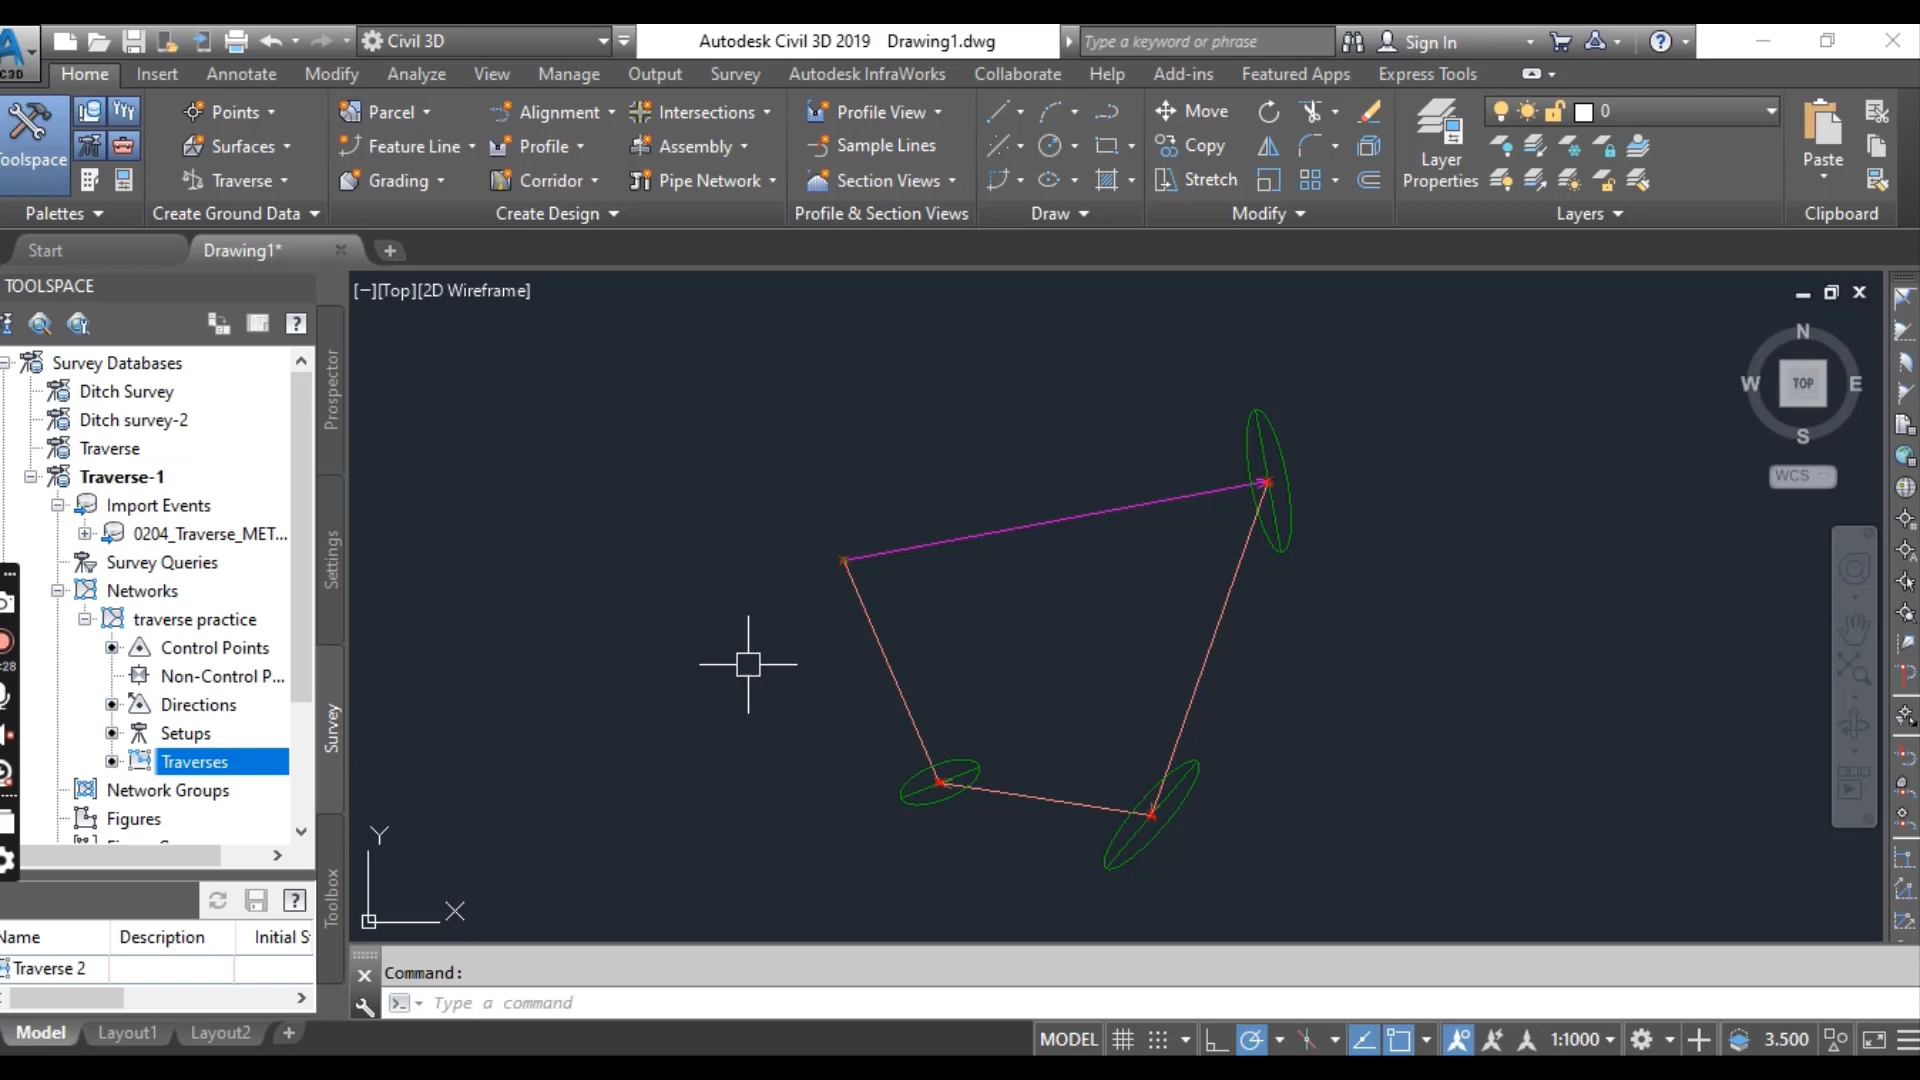 Civil 3D
Autodesk Civil 3D 2019 Drawing1.dwg
Type a keyword or phrase
Sign In
C3D
Home Insert Annotate Modify Analyze View Manage Output Survey Autodesk InfraWorks Collaborate Help Add-ins Featured Apps Express Tools
Points Parcel Alignment Intersections Profile View Move 0
Surfaces Feature Line Profile Assembly Sample Lines Copy
Toolspace Layer Paste
Traverse Grading Corridor Pipe Network Section Views Stretch Properties
Palettes Create Ground Data Create Design Profile & Section Views Draw Modify Layers Clipboard
Start Drawing1* +
TOOLSPACE
[−][Top][2D Wireframe]
N
W TOP E
S
WCS
Survey Databases
Ditch Survey
Ditch survey-2
Traverse
Traverse-1
Import Events
0204_Traverse_MET...
Survey Queries
Networks
traverse practice
Control Points
Non-Control P...
Directions
Setups
Traverses
Network Groups
Figures
Prospector
Settings
Survey
Toolbox
:28
Y
X
Name Description Initial S
Traverse 2
Command:
Type a command
Model Layout1 Layout2 +
MODEL 1:1000 3.500